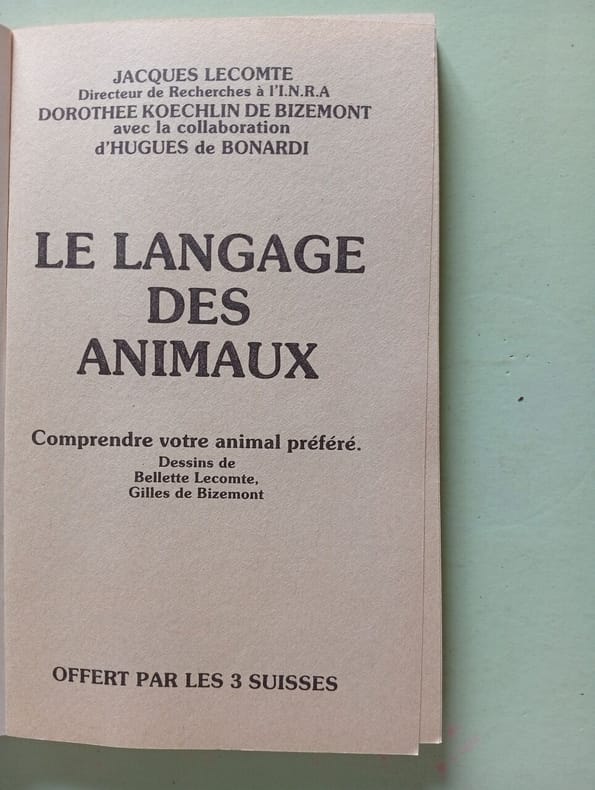 JACQUES LECOMTE
Directeur de Recherches à l'I.N.R.A
DOROTHEE KOECHLIN DE BIZEMONT
avec la collaboration
d'HUGUES de BONARDI
LE LANGAGE
DES
ANIMAUX
Comprendre votre animal préféré.
Dessins de
Bellette Lecomte,
Gilles de Bizemont
OFFERT PAR LES 3 SUISSES